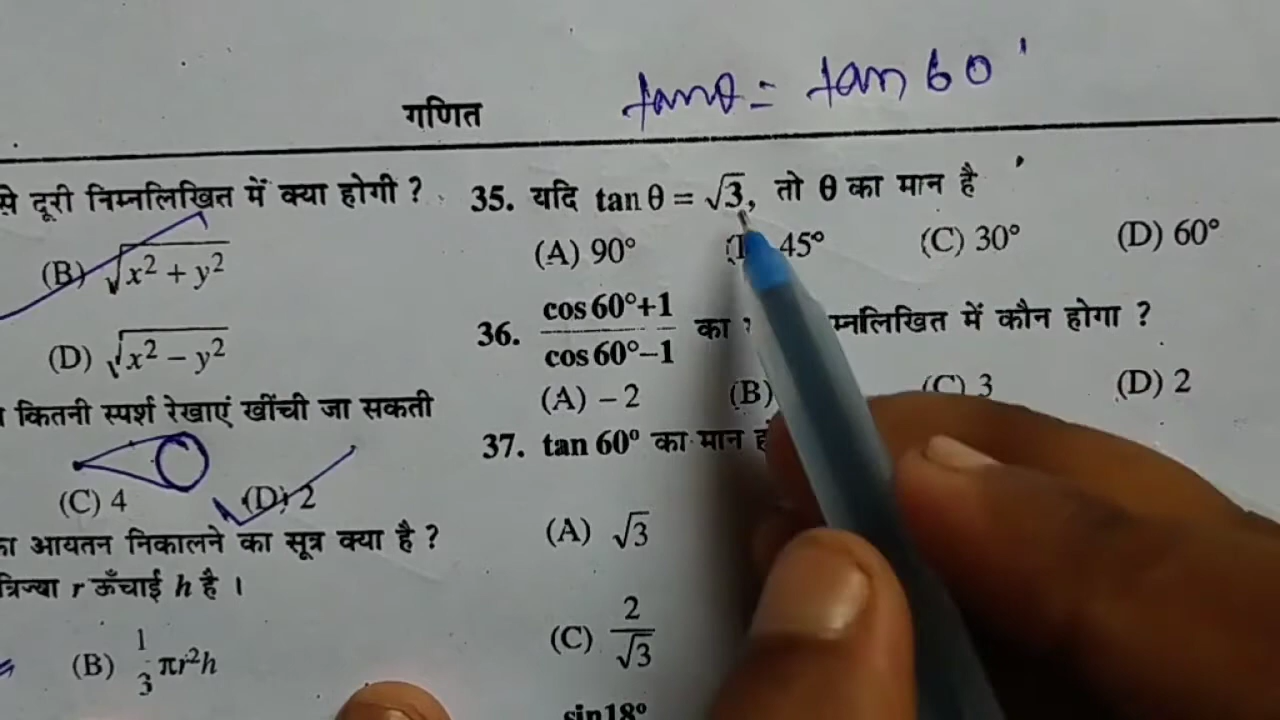 tanθ = tan 60°
गणित
से दूरी निम्नलिखित में क्या होगी ?
(B) √x² + y²
(D) √x² − y²
कितनी स्पर्श रेखाएं खींची जा सकती
(C) 4 (D) 2
का आयतन निकालने का सूत्र क्या है ?
त्रिज्या r ऊँचाई h है ।
(B) 1/3 πr²h
35. यदि tan θ = √3, तो θ का मान है
(A) 90° 45° (C) 30° (D) 60°
36. cos 60°+1 / cos 60°−1 का निम्नलिखित में कौन होगा ?
(A) − 2 (B) (C) 3 (D) 2
37. tan 60° का मान
(A) √3
(C) 2/√3
sin18°